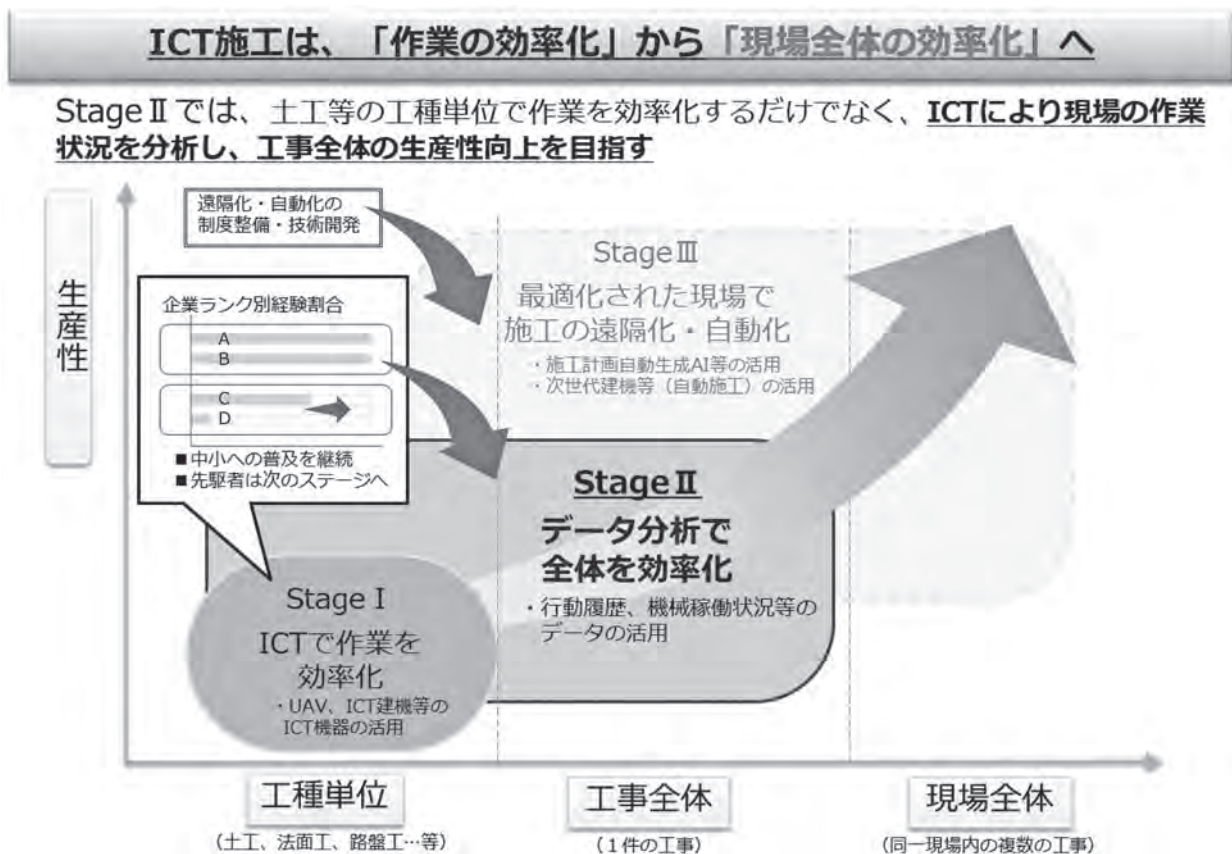 ICT施工は、「作業の効率化」から「現場全体の効率化」へ
StageⅡでは、土工等の工種単位で作業を効率化するだけでなく、ICTにより現場の作業
状況を分析し、工事全体の生産性向上を目指す
生産性
遠隔化・自動化の
制度整備・技術開発
企業ランク別経験割合
A
B
C
D
■中小への普及を継続
■先駆者は次のステージへ
StageⅢ
最適化された現場で
施工の遠隔化・自動化
・施工計画自動生成AI等の活用
・次世代建機等（自動施工）の活用
StageⅡ
データ分析で
全体を効率化
・行動履歴、機械稼働状況等の
データの活用
StageⅠ
ICTで作業を
効率化
・UAV、ICT建機等の
ICT機器の活用
工種単位
（土工、法面工、路盤工…等）
工事全体
（１件の工事）
現場全体
（同一現場内の複数の工事）